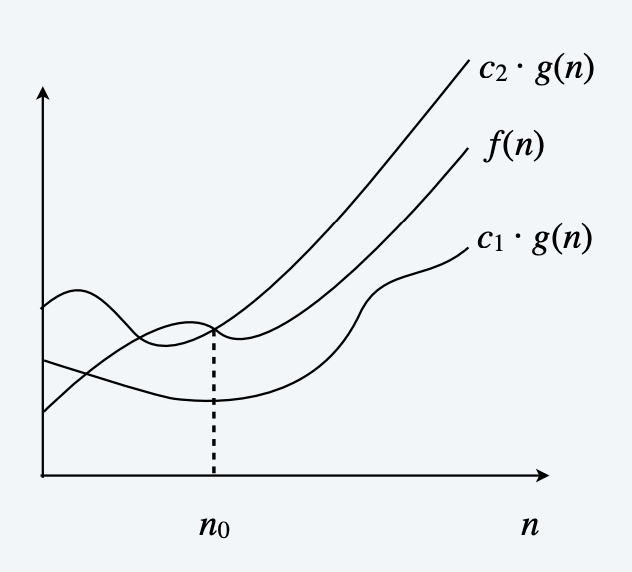 c₂ · g(n)
f(n)
c₁ · g(n)
n₀
n